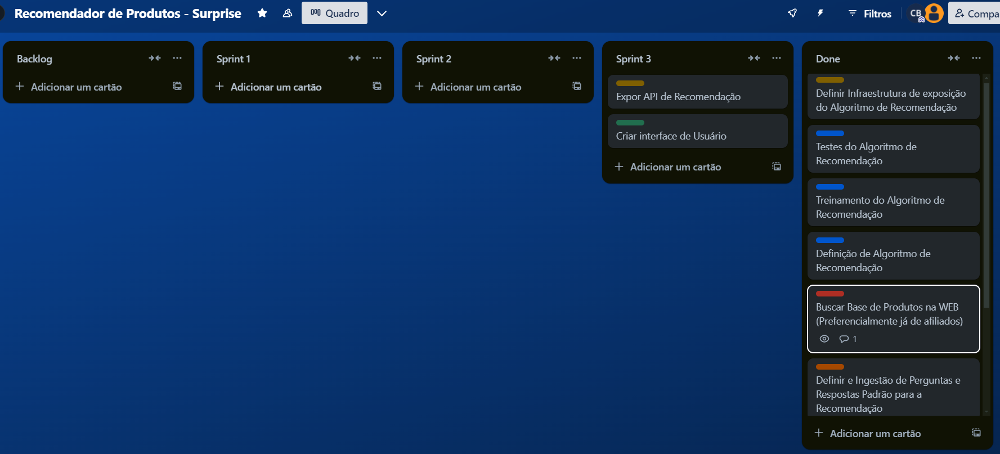 Recomendador de Produtos - Surprise
Quadro
Filtros
CB
Compa
Backlog
Adicionar um cartão
Sprint 1
Adicionar um cartão
Sprint 2
Adicionar um cartão
Sprint 3
Expor API de Recomendação
Criar interface de Usuário
Adicionar um cartão
Done
Definir Infraestrutura de exposição
do Algoritmo de Recomendação
Testes do Algoritmo de
Recomendação
Treinamento do Algoritmo de
Recomendação
Definição de Algoritmo de
Recomendação
Buscar Base de Produtos na WEB
(Preferencialmente já de afiliados)
1
Definir e Ingestão de Perguntas e
Respostas Padrão para a
Recomendação
Adicionar um cartão